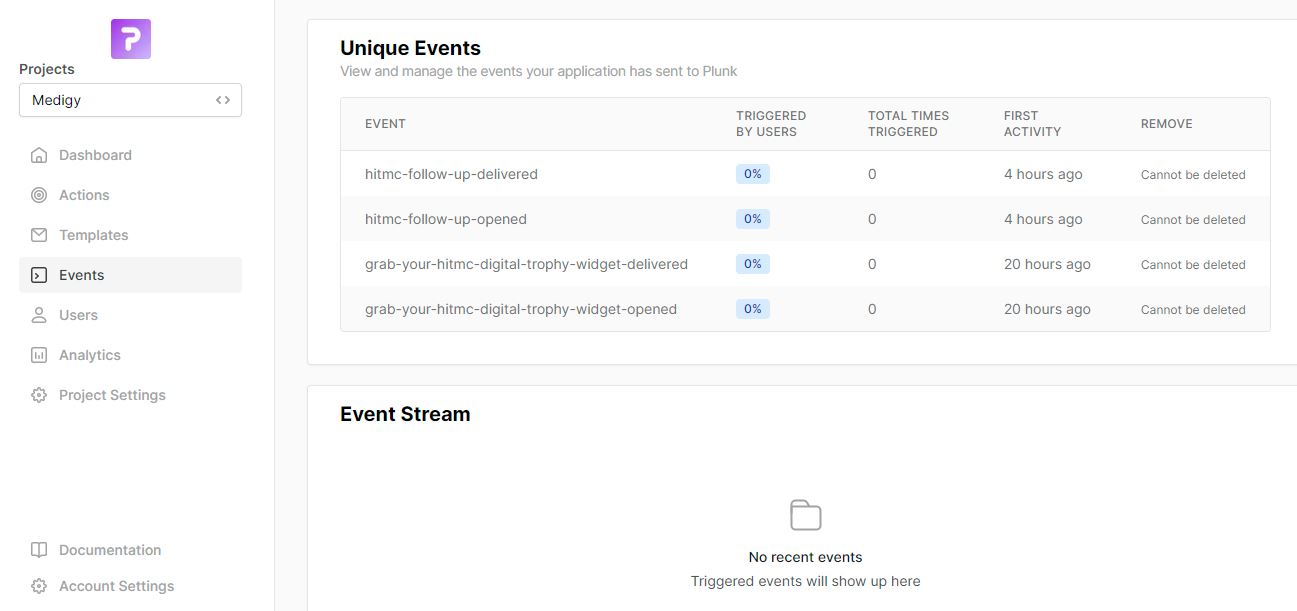 Projects
Medigy
Dashboard
Actions
Templates
Events
Users
Analytics
Project Settings
Documentation
Account Settings
Unique Events
View and manage the events your application has sent to Plunk
EVENT TRIGGERED BY USERS TOTAL TIMES TRIGGERED FIRST ACTIVITY REMOVE
hitmc-follow-up-delivered 0% 0 4 hours ago Cannot be deleted
hitmc-follow-up-opened 0% 0 4 hours ago Cannot be deleted
grab-your-hitmc-digital-trophy-widget-delivered 0% 0 20 hours ago Cannot be deleted
grab-your-hitmc-digital-trophy-widget-opened 0% 0 20 hours ago Cannot be deleted
Event Stream
No recent events
Triggered events will show up here